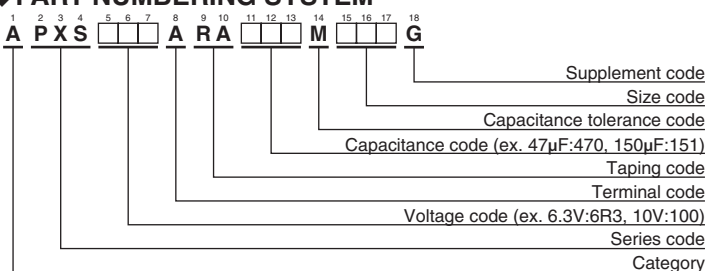 PART NUMBERING SYSTEM
1 2 3 4 5 6 7 8 9 10 11 12 13 14 15 16 17 18
A P X S A R A M G
Supplement code
Size code
Capacitance tolerance code
Capacitance code (ex. 47µF:470, 150µF:151)
Taping code
Terminal code
Voltage code (ex. 6.3V:6R3, 10V:100)
Series code
Category